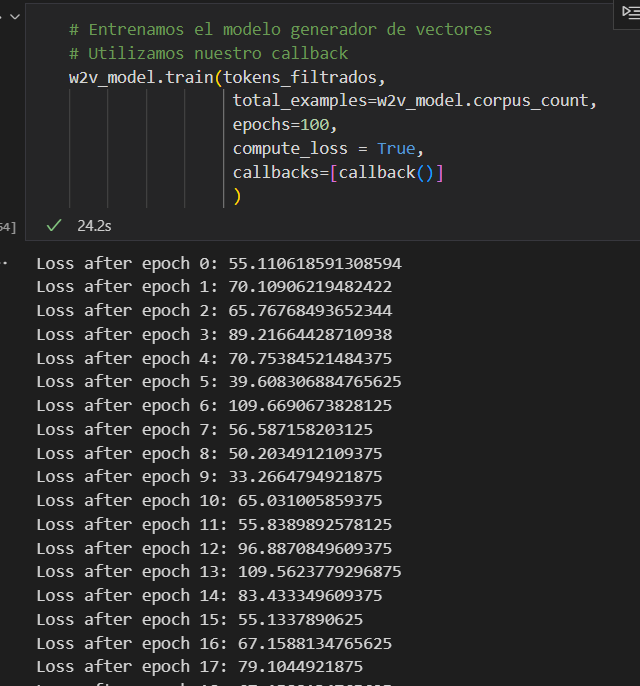 # Entrenamos el modelo generador de vectores
# Utilizamos nuestro callback
w2v_model.train(tokens_filtrados,
total_examples=w2v_model.corpus_count,
epochs=100,
compute_loss = True,
callbacks=[callback()]
)
54]
24.2s
Loss after epoch 0: 55.110618591308594
Loss after epoch 1: 70.10906219482422
Loss after epoch 2: 65.76768493652344
Loss after epoch 3: 89.21664428710938
Loss after epoch 4: 70.75384521484375
Loss after epoch 5: 39.608306884765625
Loss after epoch 6: 109.6690673828125
Loss after epoch 7: 56.587158203125
Loss after epoch 8: 50.2034912109375
Loss after epoch 9: 33.2664794921875
Loss after epoch 10: 65.031005859375
Loss after epoch 11: 55.8389892578125
Loss after epoch 12: 96.8870849609375
Loss after epoch 13: 109.5623779296875
Loss after epoch 14: 83.433349609375
Loss after epoch 15: 55.1337890625
Loss after epoch 16: 67.1588134765625
Loss after epoch 17: 79.1044921875